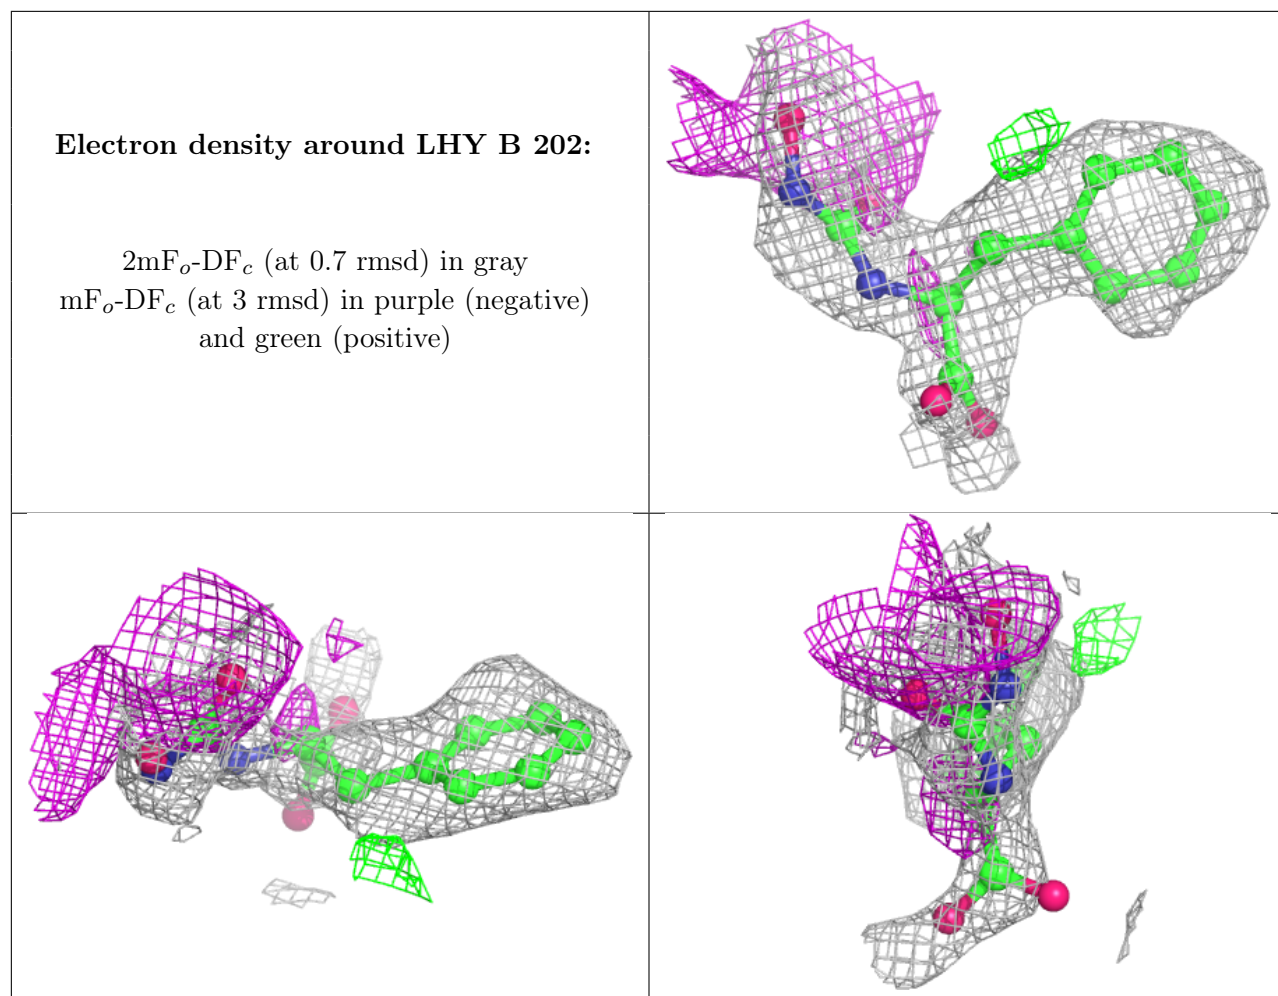 Electron density around LHY B 202:
2mFo-DFc (at 0.7 rmsd) in gray
mFo-DFc (at 3 rmsd) in purple (negative)
and green (positive)